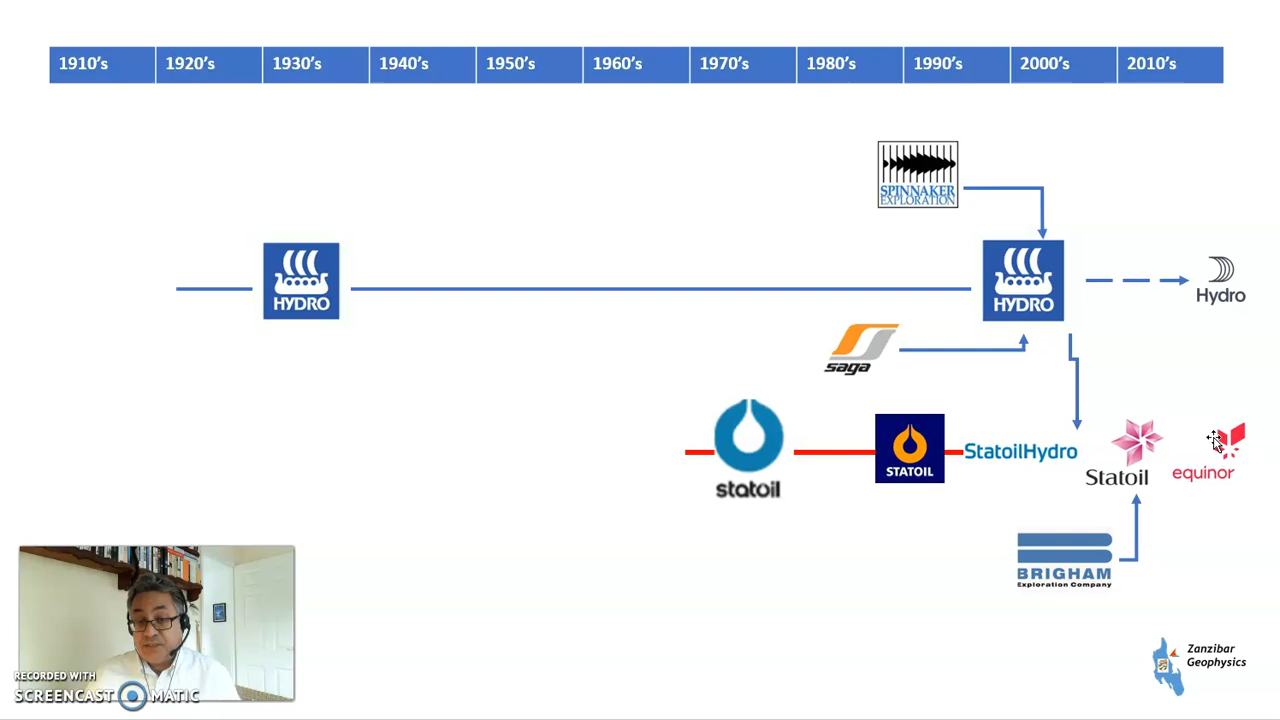 1910's 1920's 1930's 1940's 1950's 1960's 1970's 1980's 1990's 2000's 2010's
SPINNAKER
EXPLORATION
HYDRO
HYDRO
Hydro
saga
statoil
STATOIL
StatoilHydro
Statoil
equinor
BRIGHAM
Exploration Company
Zanzibar
Geophysics
RECORDED WITH
SCREENCAST MATIC